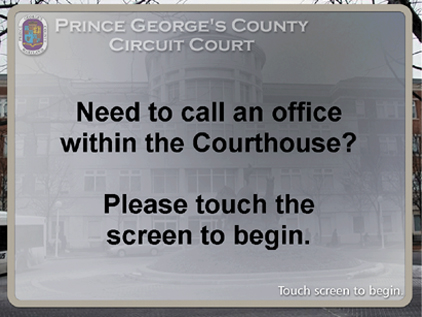 PRINCE GEORGE'S COUNTY
CIRCUIT COURT
Need to call an office
within the Courthouse?
Please touch the
screen to begin.
Touch screen to begin.